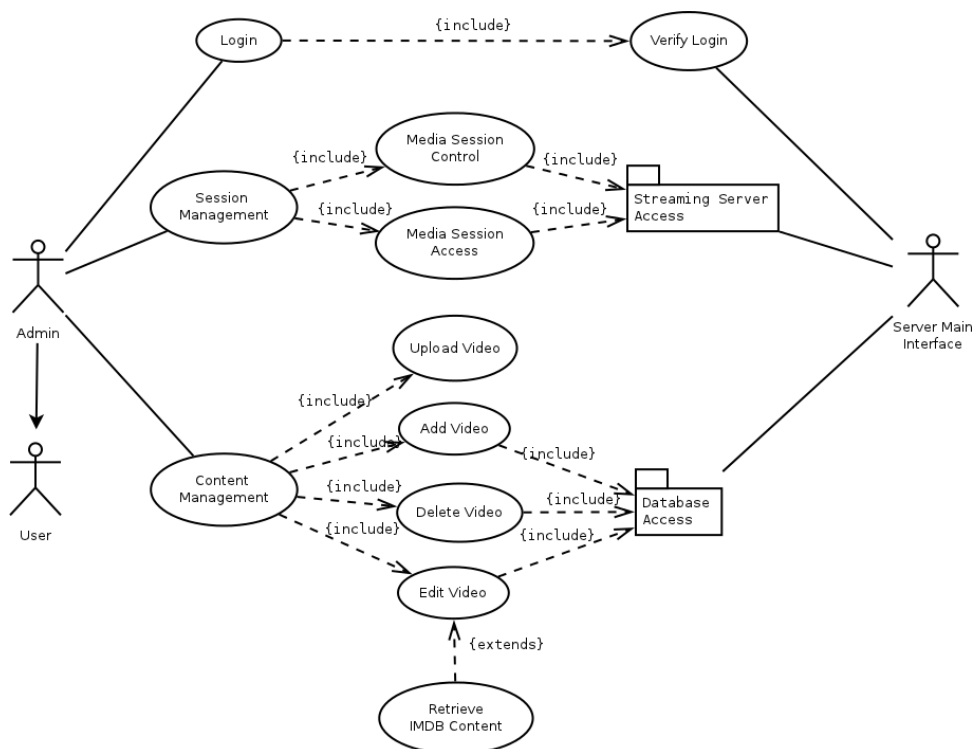 {include}
Login
Verify Login
Media Session
Control
{include}
{include}
Session
Management
Streaming Server
Access
{include}
{include}
Media Session
Access
Admin
Server Main
Interface
Upload Video
{include}
Add Video
{include}
{include}
Content
Management
{include}
Delete Video
{include}
Database
Access
{include}
{include}
User
Edit Video
{extends}
Retrieve
IMDB Content